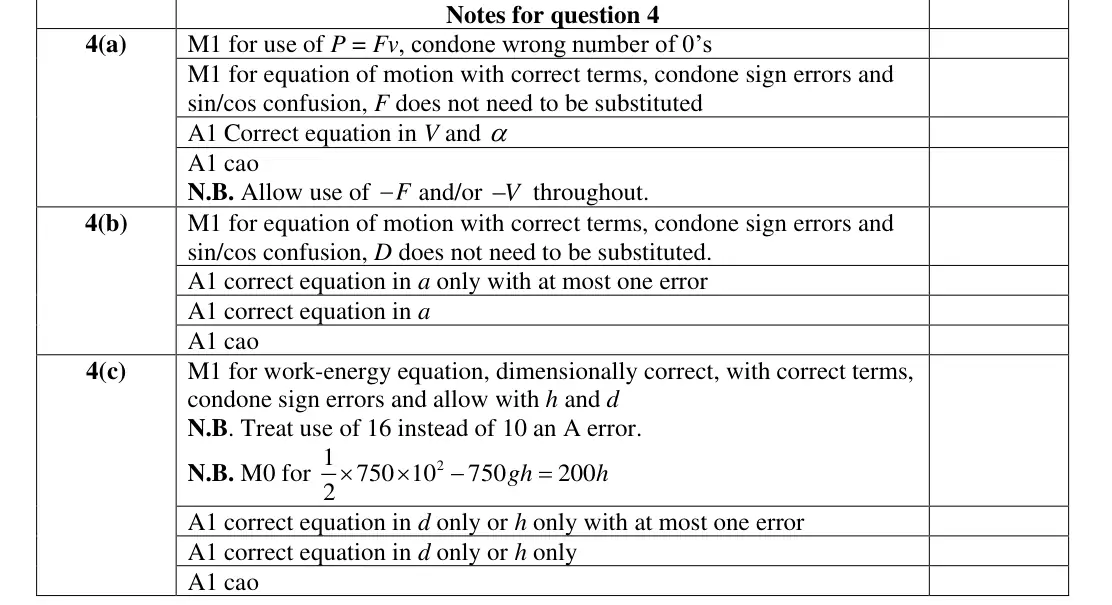 Notes for question 4
4(a) M1 for use of P = Fv, condone wrong number of 0’s
M1 for equation of motion with correct terms, condone sign errors and
sin/cos confusion, F does not need to be substituted
A1 Correct equation in V and α
A1 cao
N.B. Allow use of −F and/or −V throughout.
4(b) M1 for equation of motion with correct terms, condone sign errors and
sin/cos confusion, D does not need to be substituted.
A1 correct equation in a only with at most one error
A1 correct equation in a
A1 cao
4(c) M1 for work-energy equation, dimensionally correct, with correct terms,
condone sign errors and allow with h and d
N.B. Treat use of 16 instead of 10 an A error.
N.B. M0 for 1/2 × 750 × 10² − 750gh = 200h
A1 correct equation in d only or h only with at most one error
A1 correct equation in d only or h only
A1 cao